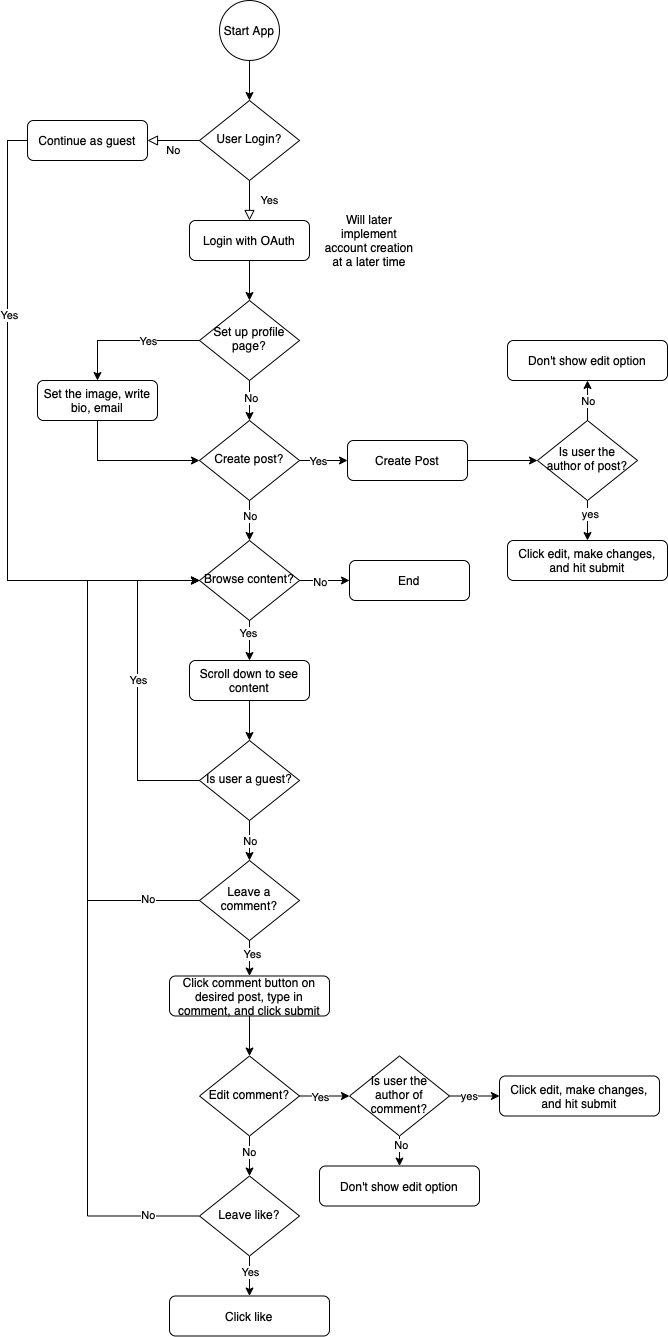 Start App
User Login?
Continue as guest
No
Yes
Will later
implement
account creation
at a later time
Login with OAuth
Yes
Set up profile
page?
Yes
Don't show edit option
Set the image, write
bio, email
No
No
Create post?
Yes
Create Post
Is user the
author of post?
No
yes
Click edit, make changes,
and hit submit
Browse content?
No
End
Yes
Scroll down to see
content
Yes
Is user a guest?
No
Leave a
comment?
No
Yes
Click comment button on
desired post, type in
comment, and click submit
Edit comment?
Yes
Is user the
author of
comment?
yes
Click edit, make changes,
and hit submit
No
No
Don't show edit option
Leave like?
No
Yes
Click like